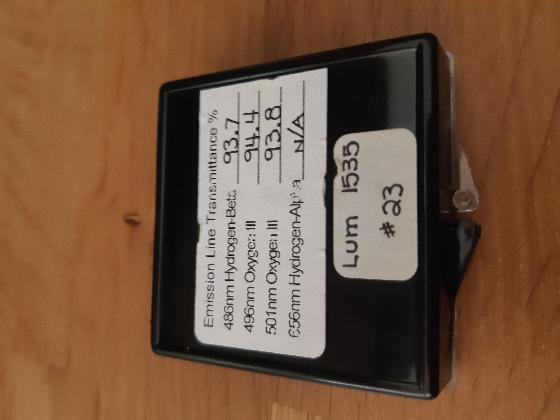 Emission Line Transmittance %
486nm Hydrogen-Beta 93.7
496nm Oxygen III 94.4
501nm Oxygen III 93.8
656nm Hydrogen-Alpha N/A
Lum 1535
#23